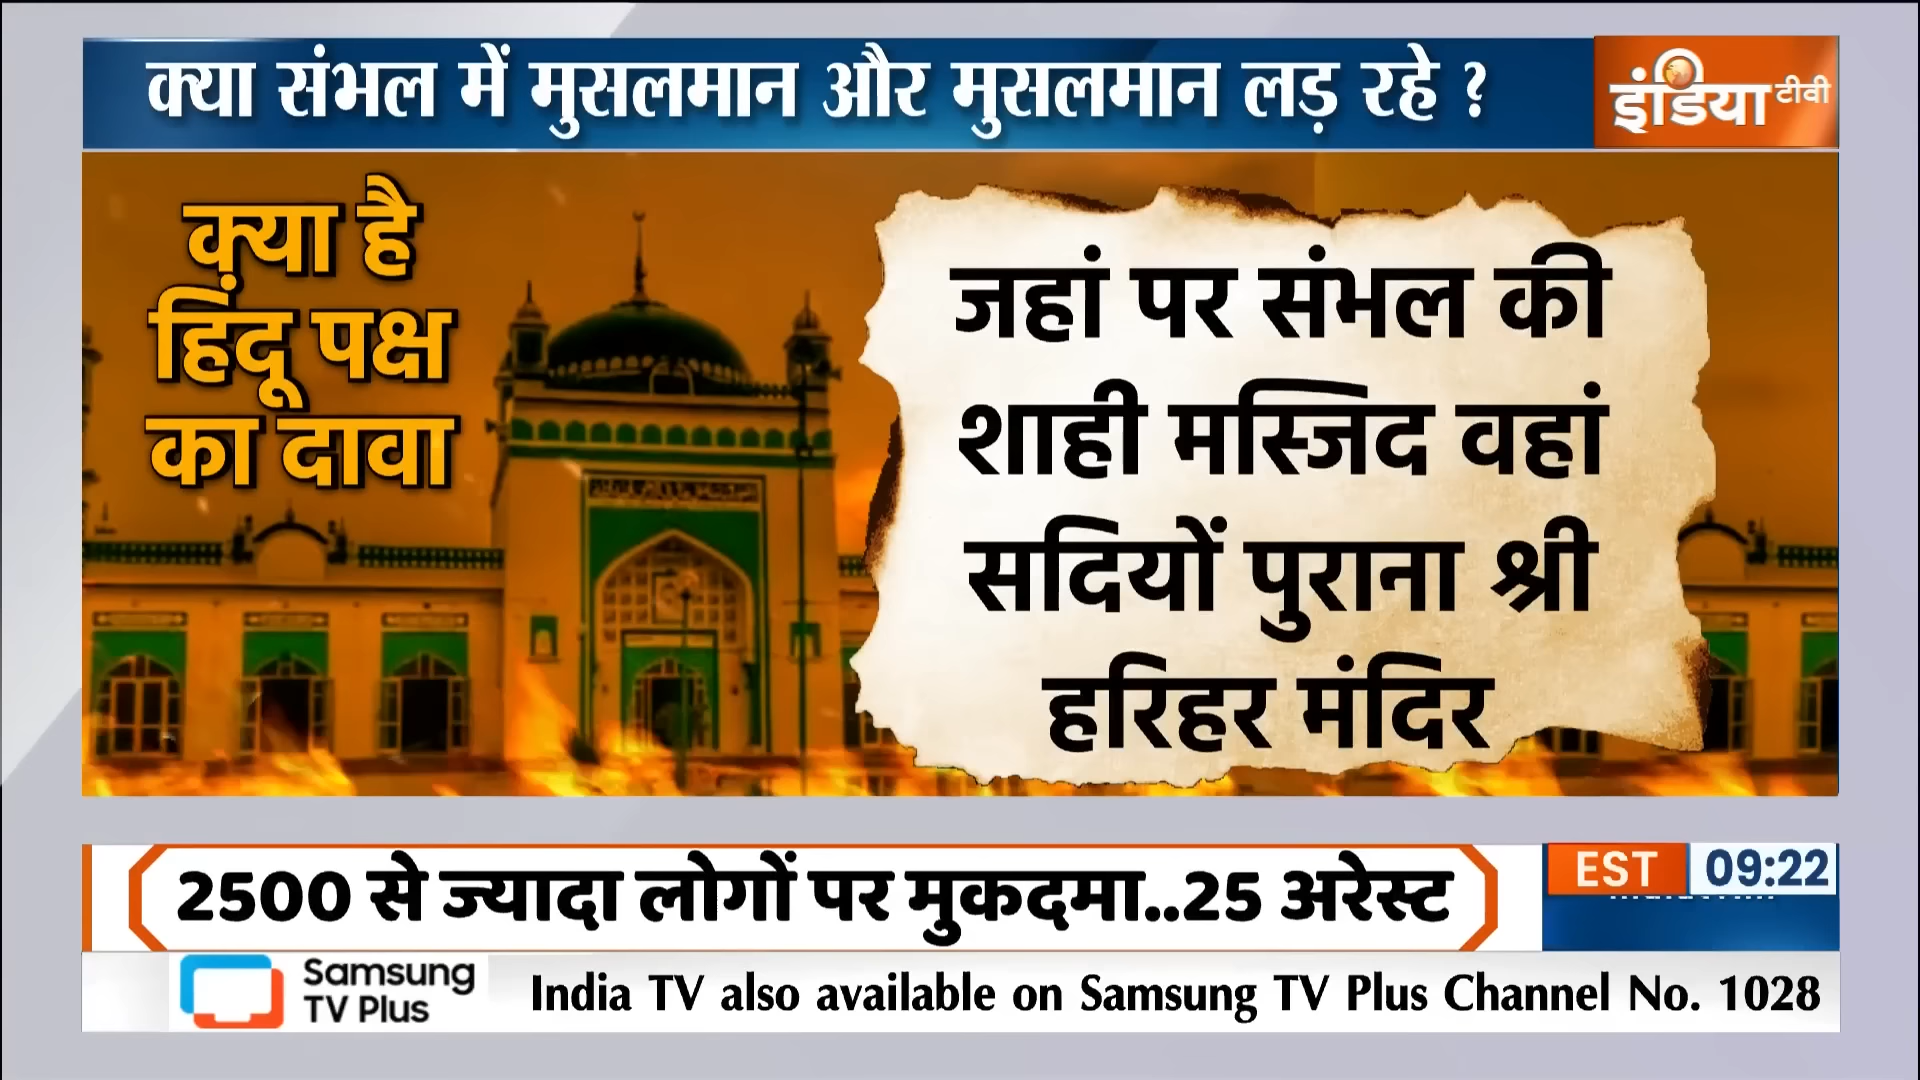 क्या संभल में मुसलमान और मुसलमान लड़ रहे ?
इंडिया टीवी
क्या है
हिंदू पक्ष
का दावा
जहां पर संभल की
शाही मस्जिद वहां
सदियों पुराना श्री
हरिहर मंदिर
2500 से ज्यादा लोगों पर मुकदमा..25 अरेस्ट
EST 09:22
Samsung
TV Plus
India TV also available on Samsung TV Plus Channel No. 1028